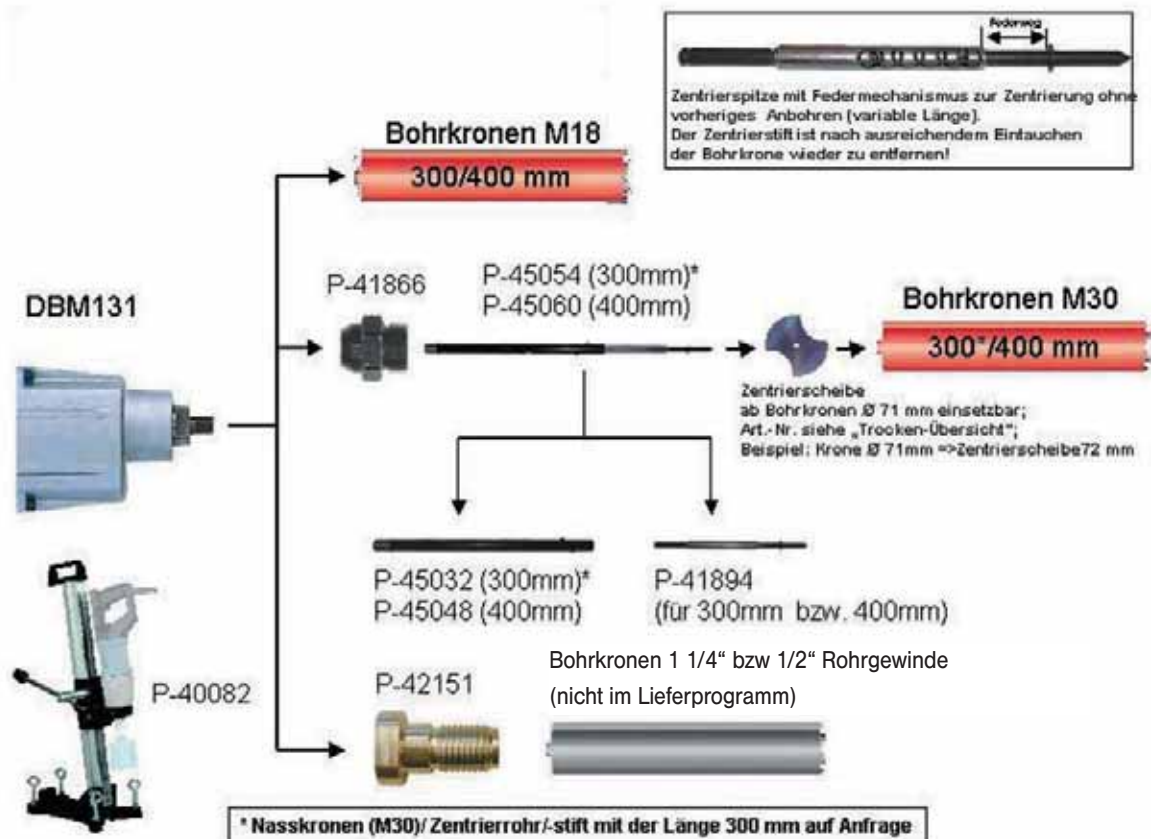 Federweg
Zentrierspitze mit Federmechanismus zur Zentrierung ohne
vorheriges Anbohren (variable Länge).
Der Zentrierstift ist nach ausreichendem Eintauchen
der Bohrkrone wieder zu entfernen!
Bohrkronen M18
300/400 mm
P-41866
P-45054 (300mm)*
P-45060 (400mm)
Bohrkronen M30
300*/400 mm
DBM131
Zentrierscheibe
ab Bohrkronen Ø 71 mm einsetzbar;
Art.-Nr. siehe „Trocken-Übersicht“;
Beispiel: Krone Ø 71mm =>Zentrierscheibe72 mm
P-45032 (300mm)*
P-45048 (400mm)
P-41894
(für 300mm bzw. 400mm)
P-40082
P-42151
Bohrkronen 1 1/4“ bzw 1/2“ Rohrgewinde
(nicht im Lieferprogramm)
* Nasskronen (M30)/ Zentrierrohr/-stift mit der Länge 300 mm auf Anfrage